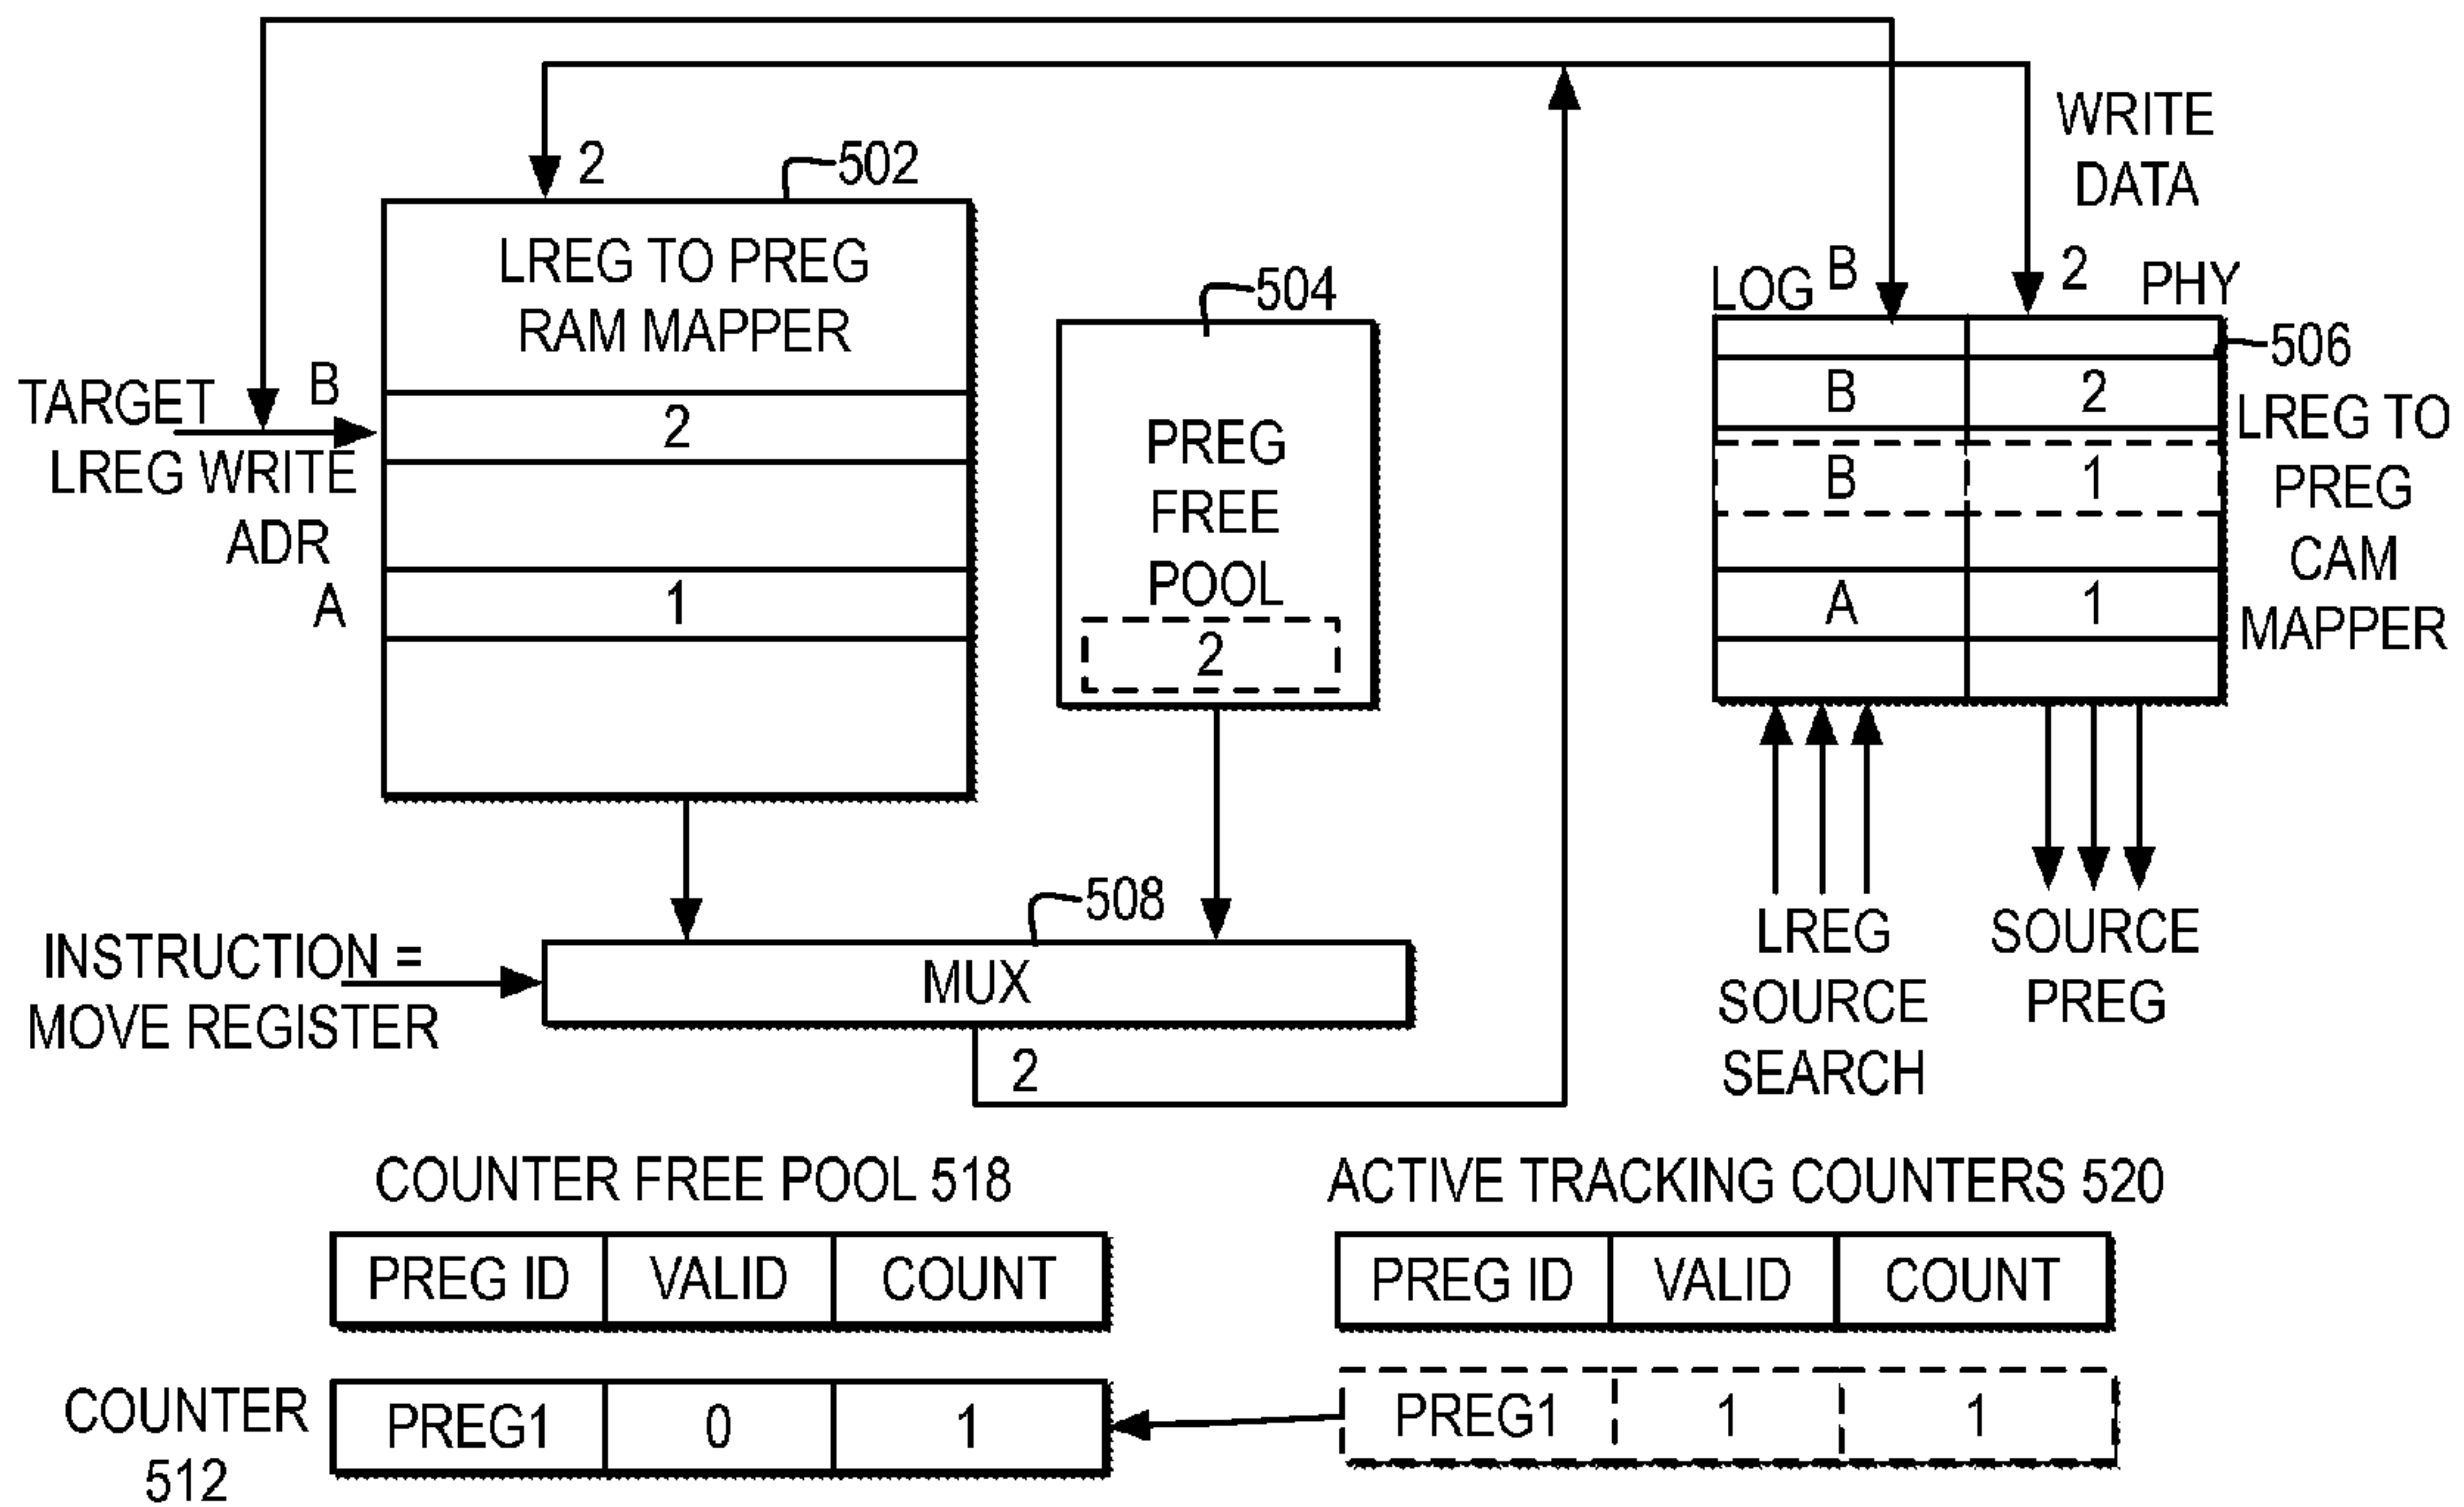 WRITE
DATA
2
502
LREG TO PREG
RAM MAPPER
504
LOG
B
2
PHY
506
LREG TO
PREG
CAM
MAPPER
TARGET
B
LREG WRITE
ADR
A
2
1
PREG
FREE
POOL
2
B 2
B 1
A 1
508
LREG
SOURCE
SEARCH
SOURCE
PREG
INSTRUCTION =
MOVE REGISTER
MUX
2
COUNTER FREE POOL 518
PREG ID VALID COUNT
COUNTER
512
PREG1 0 1
ACTIVE TRACKING COUNTERS 520
PREG ID VALID COUNT
PREG1 1 1